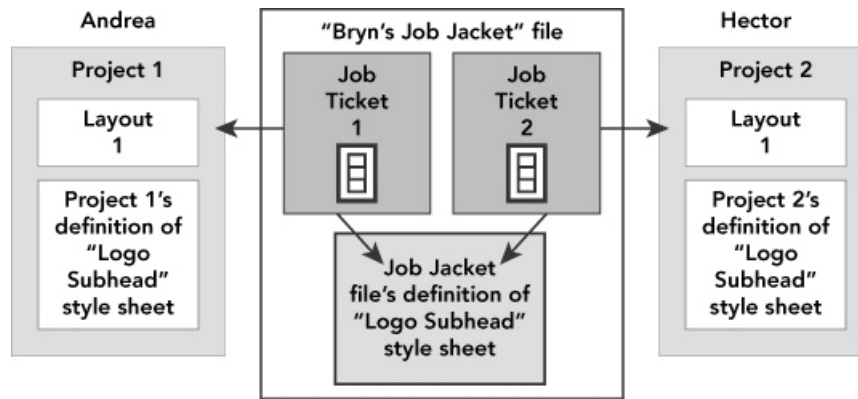 Andrea
Project 1
Layout
1
Project 1’s
definition of
“Logo
Subhead”
style sheet
“Bryn’s Job Jacket” file
Job
Ticket
1
Job
Ticket
2
Job Jacket
file’s definition of
“Logo Subhead”
style sheet
Hector
Project 2
Layout
1
Project 2’s
definition of
“Logo
Subhead”
style sheet